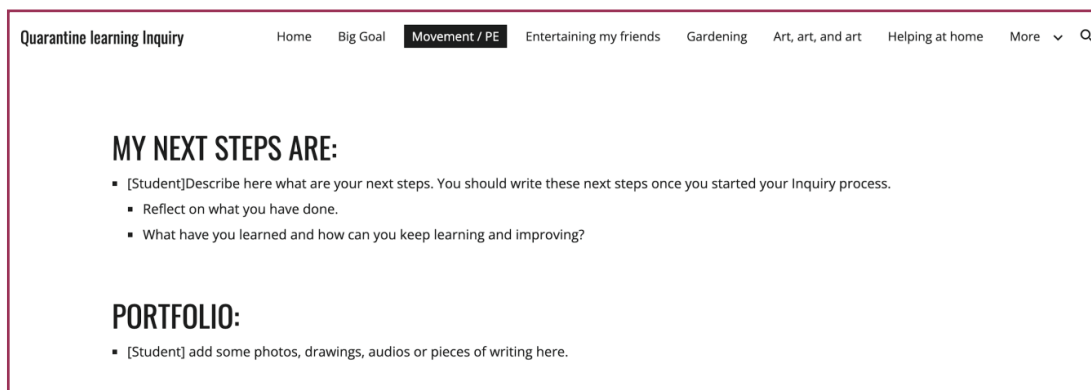 Quarantine learning Inquiry Home Big Goal Movement / PE Entertaining my friends Gardening Art, art, and art Helping at home More
MY NEXT STEPS ARE:
▪ [Student]Describe here what are your next steps. You should write these next steps once you started your Inquiry process.
▪ Reflect on what you have done.
▪ What have you learned and how can you keep learning and improving?
PORTFOLIO:
▪ [Student] add some photos, drawings, audios or pieces of writing here.